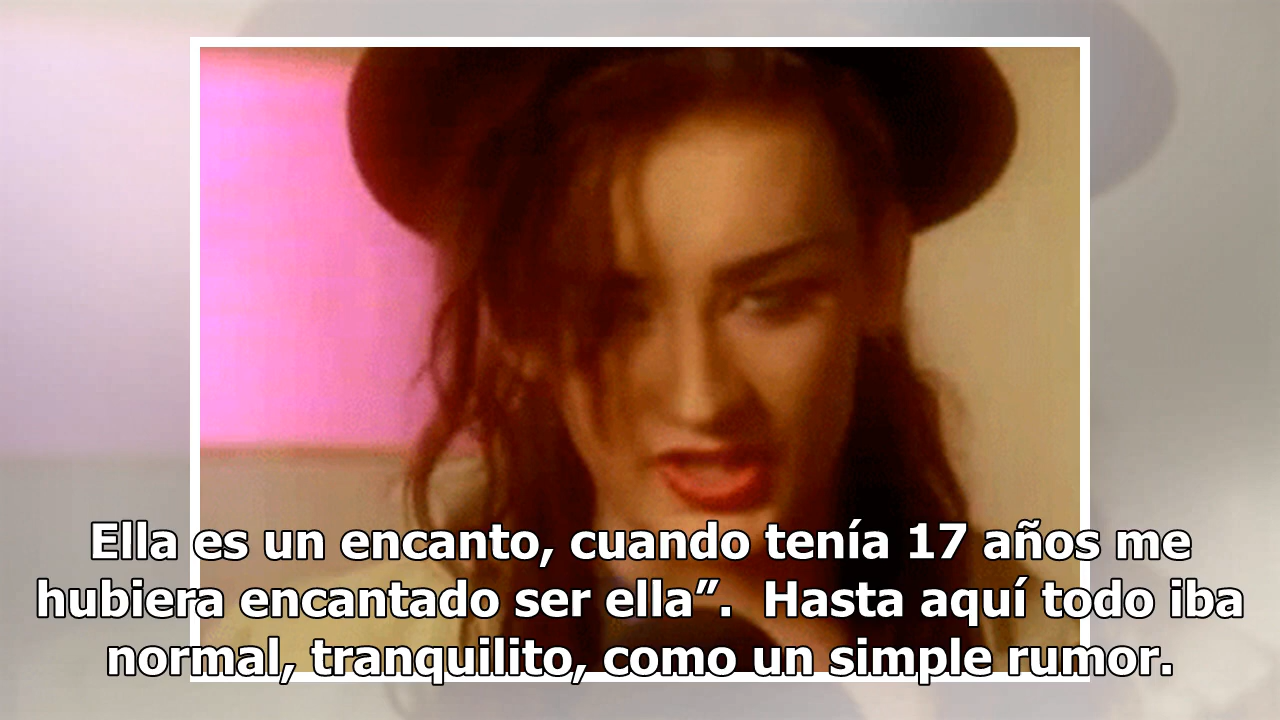 Ella es un encanto, cuando tenía 17 años me
hubiera encantado ser ella”.  Hasta aquí todo iba
normal, tranquilito, como un simple rumor.